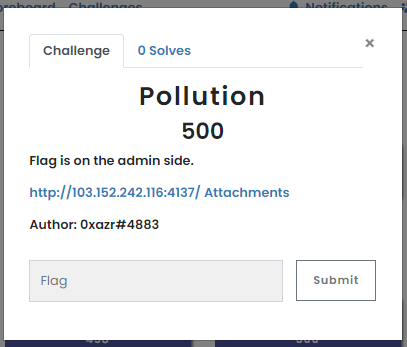 oreboard Challenges Notifications
Challenge 0 Solves ×
Pollution
500
Flag is on the admin side.
http://103.152.242.116:4137/ Attachments
Author: 0xazr#4883
Flag Submit